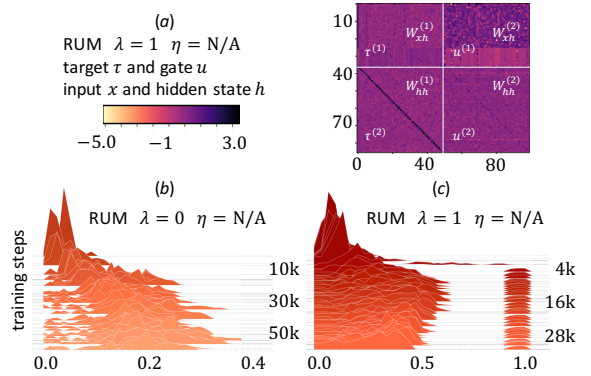 (a)
RUM λ = 1 η = N/A
target τ and gate u
input x and hidden state h
−5.0 −1 3.0
10
40
70
0 40 80
τ⁽¹⁾ W_xh⁽¹⁾ u⁽¹⁾ W_xh⁽²⁾
τ⁽²⁾ W_hh⁽¹⁾ u⁽²⁾ W_hh⁽²⁾
(b)
RUM λ = 0 η = N/A
training steps
10k
30k
50k
0.0 0.2 0.4
(c)
RUM λ = 1 η = N/A
4k
16k
28k
0.0 0.5 1.0